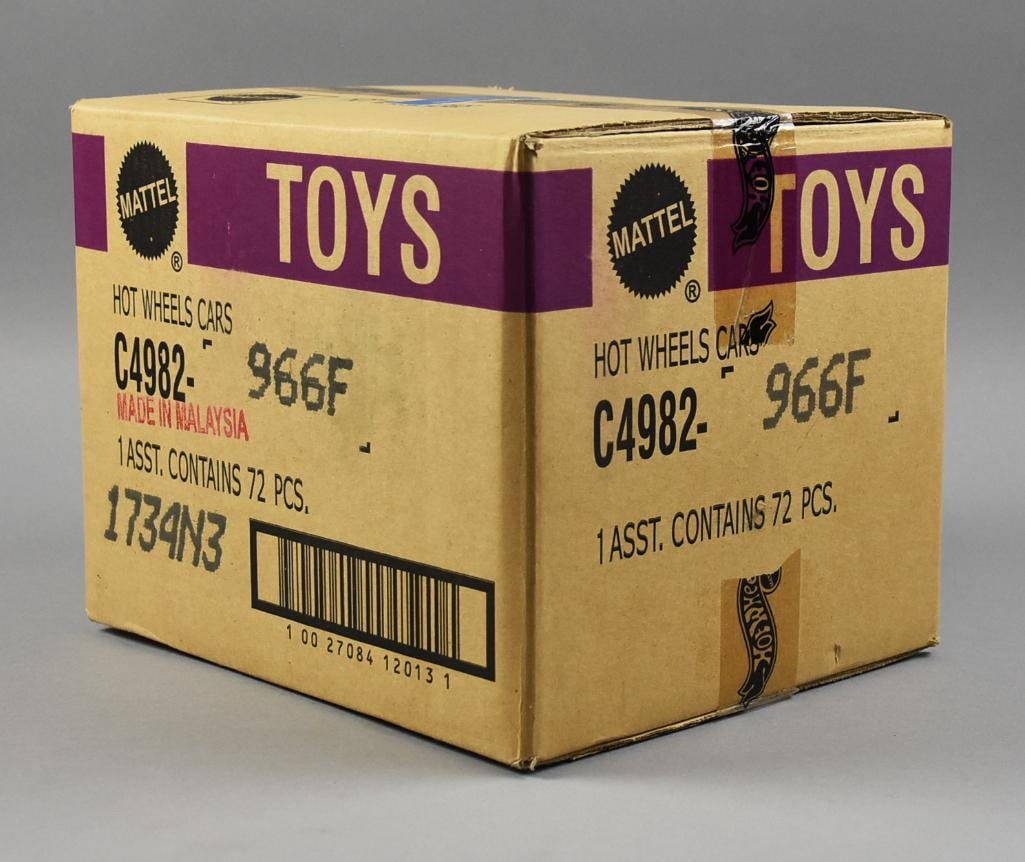 MATTEL
®
TOYS
HOT WHEELS CARS
C4982-
966F
MADE IN MALAYSIA
1 ASST. CONTAINS 72 PCS.
1734N3
1 00 27084 12013 1
MATTEL
®
TOYS
HOT WHEELS CARS
C4982-
966F
1 ASST. CONTAINS 72 PCS.